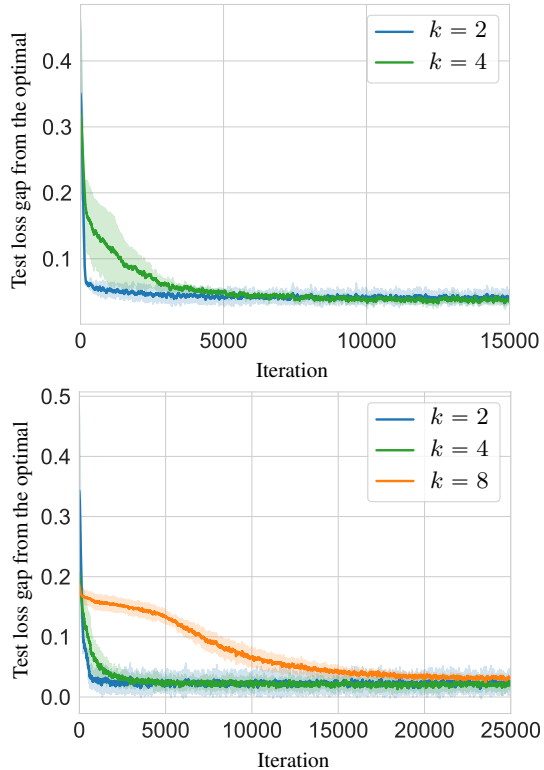 Test loss gap from the optimal
0.4
0.3
0.2
0.1
k = 2
k = 4
0 5000 10000 15000
Iteration
Test loss gap from the optimal
0.5
0.4
0.3
0.2
0.1
0.0
k = 2
k = 4
k = 8
0 5000 10000 15000 20000 25000
Iteration